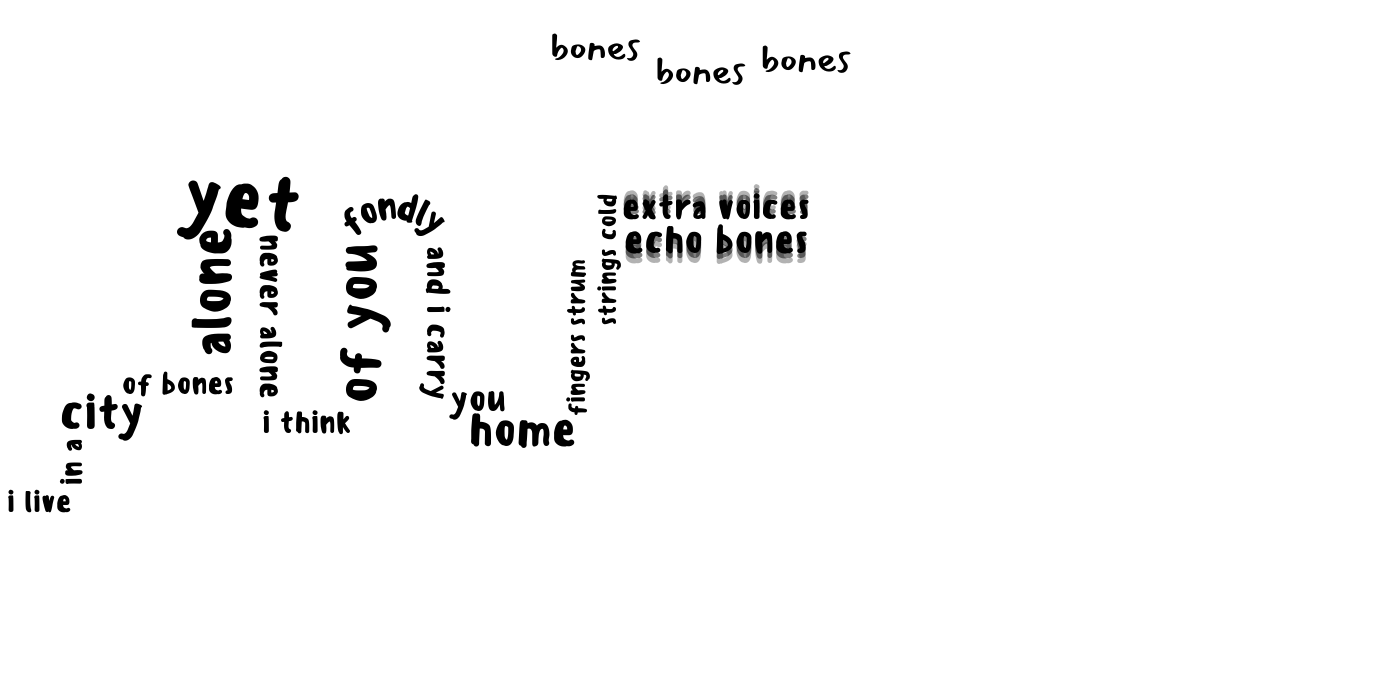 bones
bones
bones
i live
in a
city
of bones
alone
yet
never alone
i think
of you
fondly
and i carry
you
home
fingers strum
strings cold
extra voices
echo bones